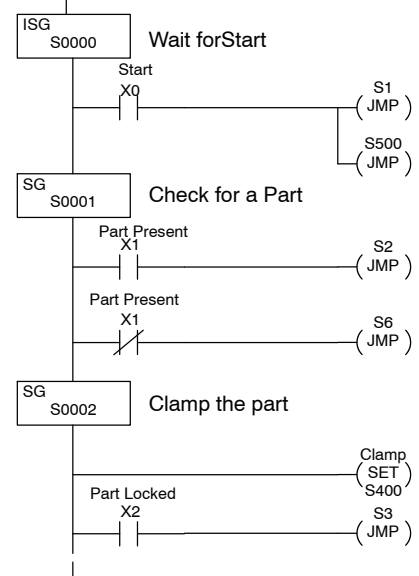 ISG
S0000
Wait forStart
Start
X0
S1
JMP
S500
JMP
SG
S0001
Check for a Part
Part Present
X1
S2
JMP
Part Present
X1
S6
JMP
SG
S0002
Clamp the part
Clamp
SET
S400
Part Locked
X2
S3
JMP